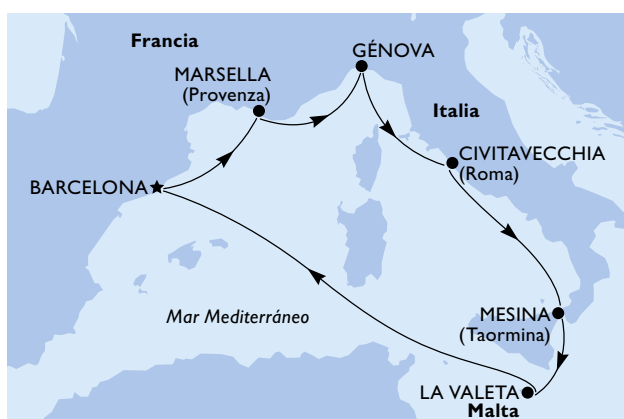 Francia
GÉNOVA
MARSELLA
(Provenza)
Italia
CIVITAVECCHIA
(Roma)
BARCELONA
MESINA
(Taormina)
Mar Mediterráneo
LA VALETA
Malta